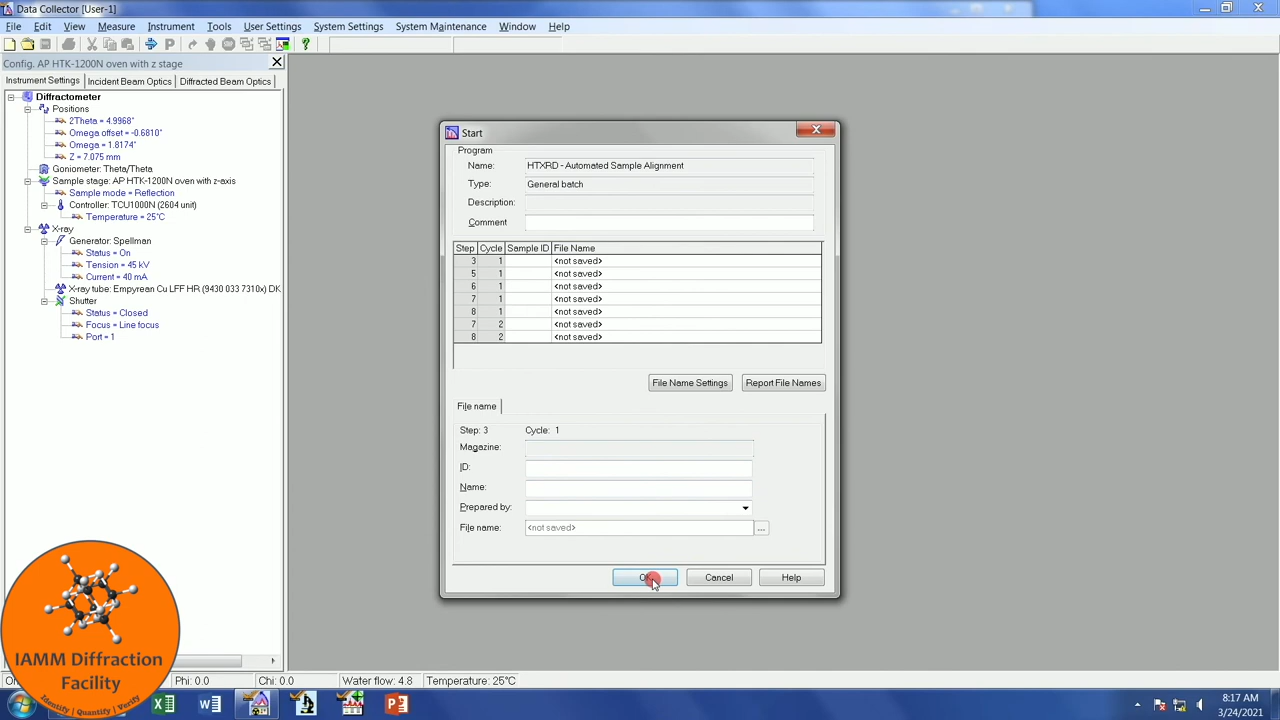 Data Collector [User-1]
File Edit View Measure Instrument Tools User Settings System Settings System Maintenance Window Help
Config. AP HTK-1200N oven with z stage
Instrument Settings Incident Beam Optics Diffracted Beam Optics
Diffractometer
Positions
2Theta = 4.9968°
Omega offset = -0.6810°
Omega = 1.8174°
Z = 7.075 mm
Goniometer: Theta/Theta
Sample stage: AP HTK-1200N oven with z-axis
Sample mode = Reflection
Controller: TCU1000N (2604 unit)
Temperature = 25°C
X-ray
Generator: Spellman
Status = On
Tension = 45 kV
Current = 40 mA
X-ray tube: Empyrean Cu LFF HR (9430 033 7310x) DK
Shutter
Status = Closed
Focus = Line focus
Port = 1
Start
Program
Name: HTXRD - Automated Sample Alignment
Type: General batch
Description:
Comment
Step Cycle Sample ID File Name
3 1 <not saved>
5 1 <not saved>
6 1 <not saved>
7 1 <not saved>
8 1 <not saved>
7 2 <not saved>
8 2 <not saved>
File Name Settings Report File Names
File name
Step: 3 Cycle: 1
Magazine:
ID:
Name:
Prepared by:
File name: <not saved> ...
Cancel Help
IAMM Diffraction
Facility
Identify | Quantify | Verify
Phi: 0.0 Chi: 0.0 Water flow: 4.8 Temperature: 25°C
8:17 AM
3/24/2021